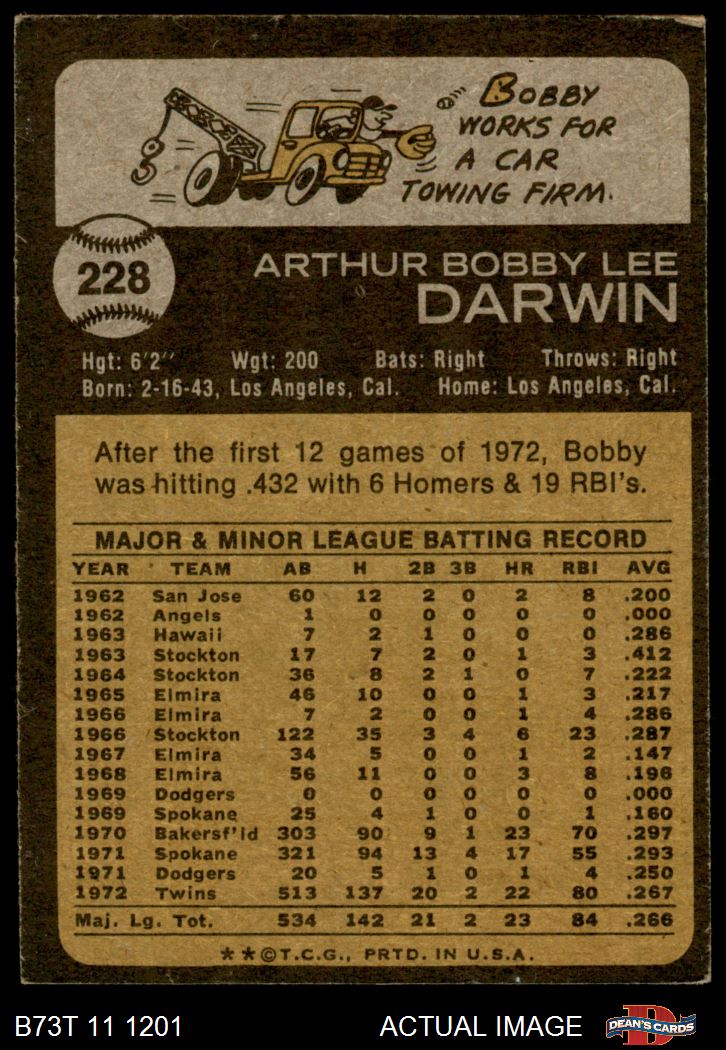 BOBBY
WORKS FOR
A CAR
TOWING FIRM.
228
ARTHUR BOBBY LEE
DARWIN
Hgt: 6'2" Wgt: 200 Bats: Right Throws: Right
Born: 2-16-43, Los Angeles, Cal. Home: Los Angeles, Cal.
After the first 12 games of 1972, Bobby
was hitting .432 with 6 Homers & 19 RBI's.
MAJOR & MINOR LEAGUE BATTING RECORD
YEAR TEAM AB H 2B 3B HR RBI AVG
1962 San Jose 60 12 2 0 2 8 .200
1962 Angels 1 0 0 0 0 0 .000
1963 Hawaii 7 2 1 0 0 0 .286
1963 Stockton 17 7 2 0 1 3 .412
1964 Stockton 36 8 2 1 0 7 .222
1965 Elmira 46 10 0 0 1 3 .217
1966 Elmira 7 2 0 0 1 4 .286
1966 Stockton 122 35 3 4 6 23 .287
1967 Elmira 34 5 0 0 1 2 .147
1968 Elmira 56 11 0 0 3 8 .196
1969 Dodgers 0 0 0 0 0 0 .000
1969 Spokane 25 4 1 0 0 1 .160
1970 Bakersf'ld 303 90 9 1 23 70 .297
1971 Spokane 321 94 13 4 17 55 .293
1971 Dodgers 20 5 1 0 1 4 .250
1972 Twins 513 137 20 2 22 80 .267
Maj. Lg. Tot. 534 142 21 2 23 84 .266
**©T.C.G., PRTD. IN U.S.A.
B73T 11 1201 ACTUAL IMAGE DEAN'S CARDS